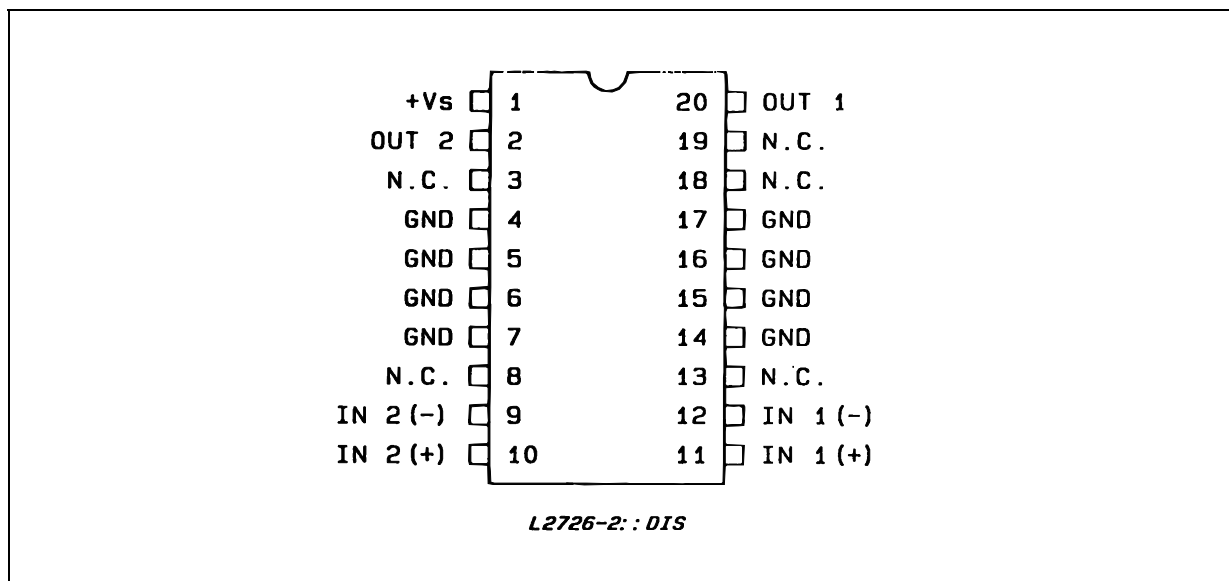 +Vs 1 20 OUT 1
OUT 2 2 19 N.C.
N.C. 3 18 N.C.
GND 4 17 GND
GND 5 16 GND
GND 6 15 GND
GND 7 14 GND
N.C. 8 13 N.C.
IN 2(-) 9 12 IN 1(-)
IN 2(+) 10 11 IN 1(+)
L2726-2::DIS